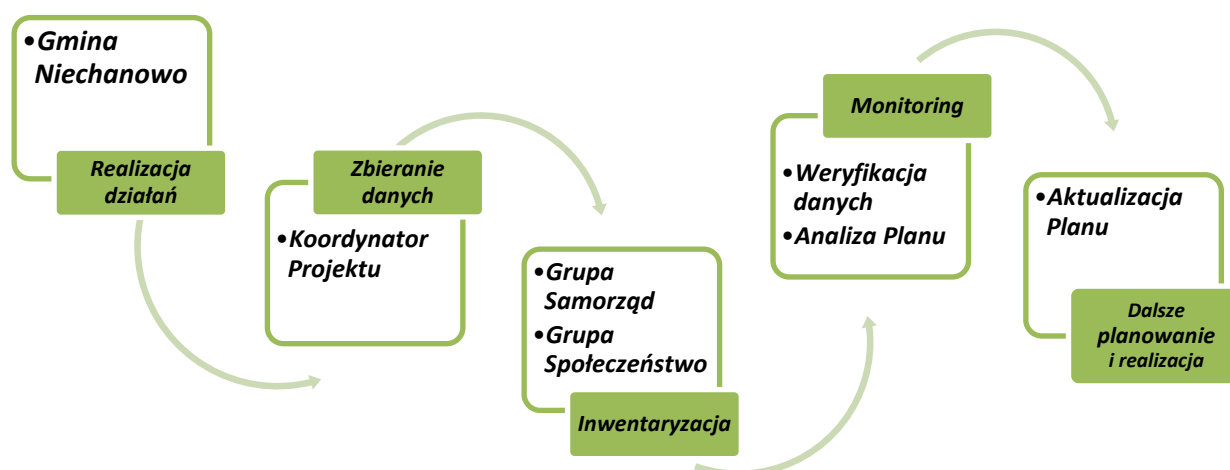 •Gmina
Niechanowo
Realizacja
działań
Zbieranie
danych
•Koordynator
Projektu
•Grupa
Samorząd
•Grupa
Społeczeństwo
Inwentaryzacja
Monitoring
•Weryfikacja
danych
•Analiza Planu
•Aktualizacja
Planu
Dalsze
planowanie
i realizacja